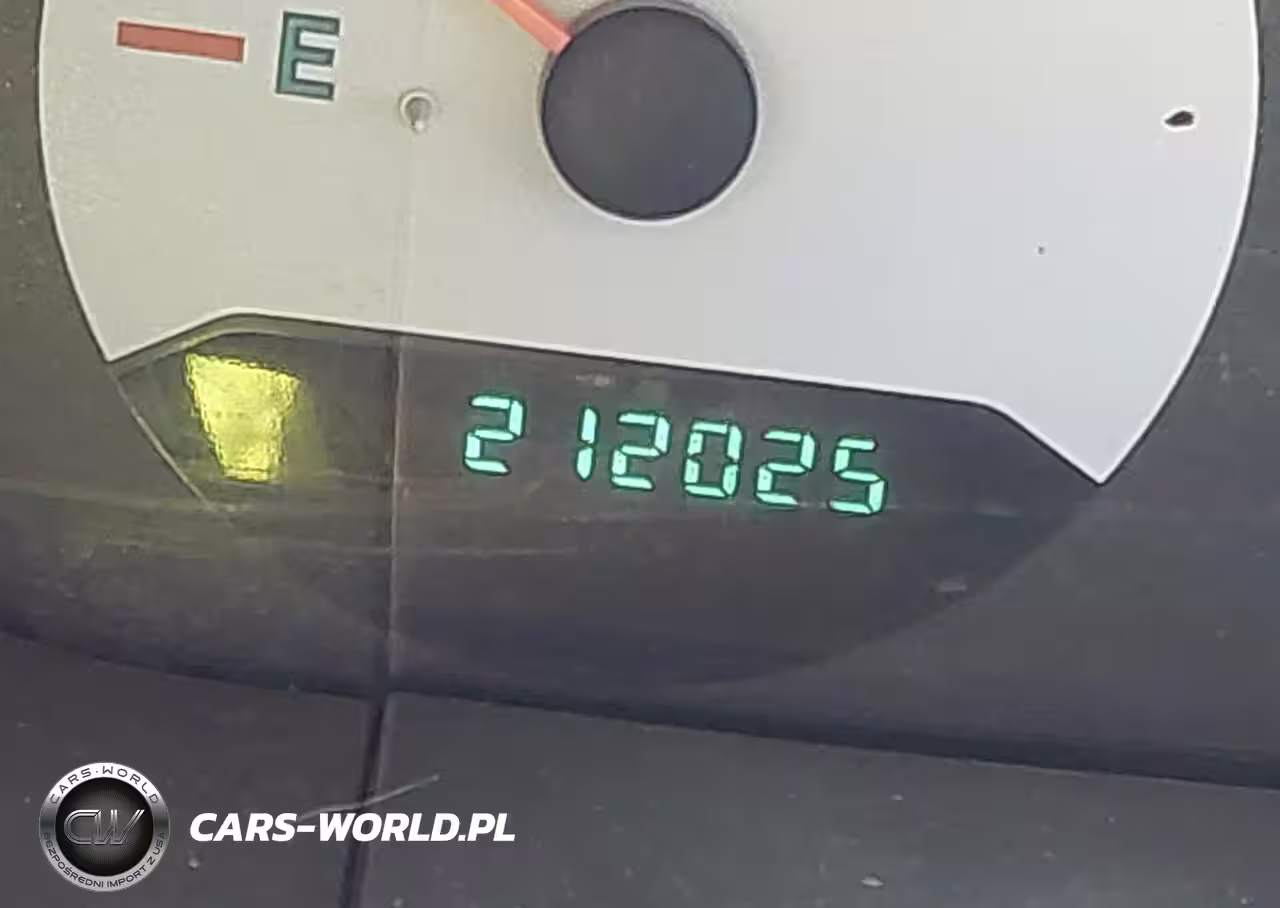 E
212025
CARS-WORLD
CW
BEZPOŚREDNI IMPORT Z USA
CARS-WORLD.PL